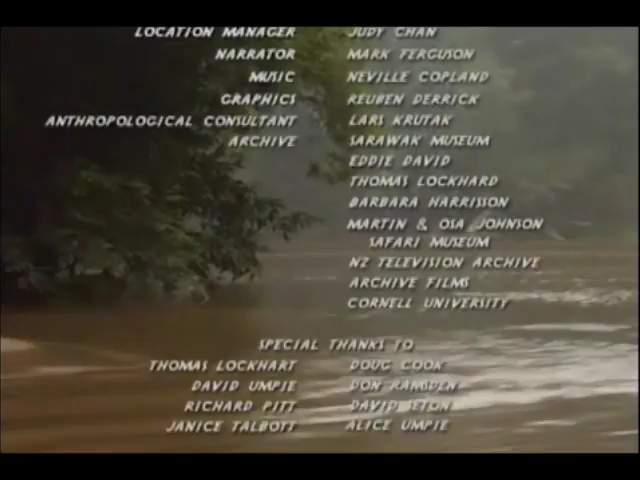 LOCATION MANAGER JUDY CHAN
NARRATOR MARK FERGUSON
MUSIC NEVILLE COPLAND
GRAPHICS REUBEN DERRICK
ANTHROPOLOGICAL CONSULTANT LARS KRUTAK
ARCHIVE SARAWAK MUSEUM
EDDIE DAVID
THOMAS LOCKHARD
BARBARA HARRISSON
MARTIN & OSA JOHNSON
SAFARI MUSEUM
NZ TELEVISION ARCHIVE
ARCHIVE FILMS
CORNELL UNIVERSITY
SPECIAL THANKS TO
THOMAS LOCKHART DOUG COOK
DAVID UMPIE DON RAMSDEN
RICHARD PITT DAVID SETON
JANICE TALBOTT ALICE UMPIE